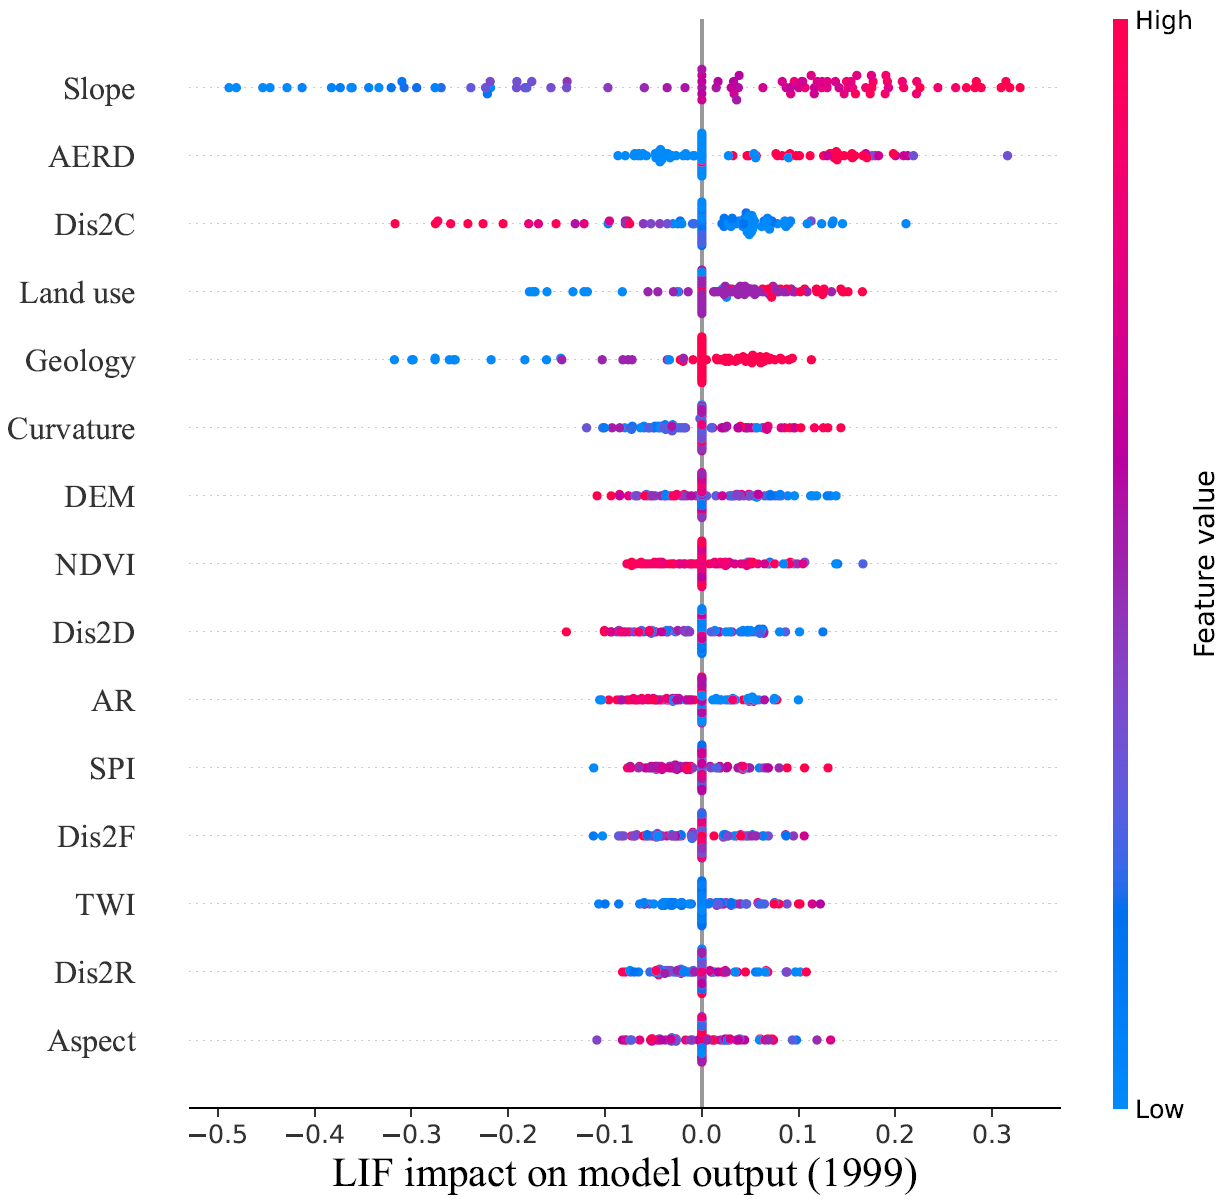 High
Slope
AERD
Dis2C
Land use
Geology
Curvature
DEM
NDVI
Dis2D
AR
SPI
Dis2F
TWI
Dis2R
Aspect
Feature value
Low
−0.5 −0.4 −0.3 −0.2 −0.1 0.0 0.1 0.2 0.3
LIF impact on model output (1999)